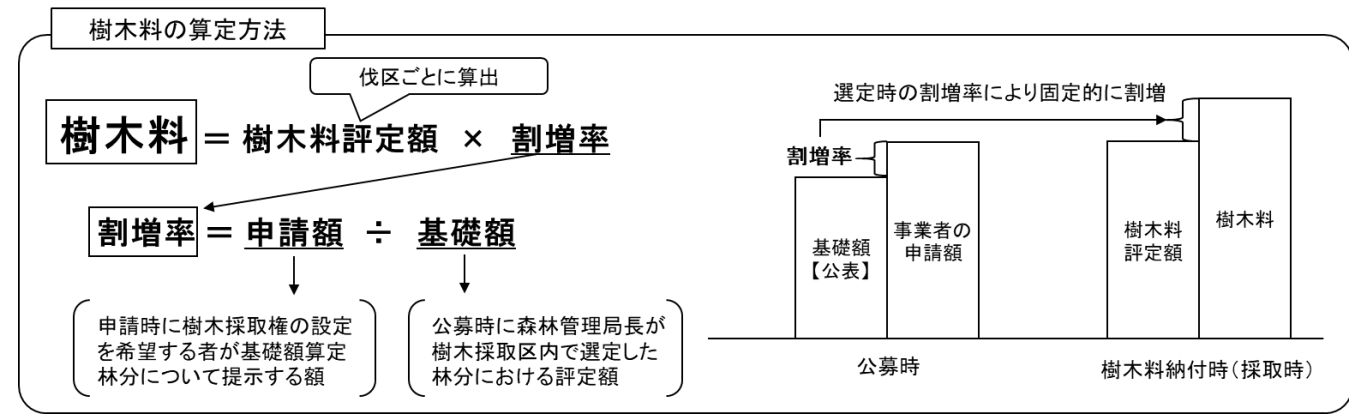 樹木料の算定方法
伐区ごとに算出
樹木料 = 樹木料評定額 × 割増率
割増率 = 申請額 ÷ 基礎額
申請時に樹木採取権の設定
を希望する者が基礎額算定
林分について提示する額
公募時に森林管理局長が
樹木採取区内で選定した
林分における評定額
選定時の割増率により固定的に割増
割増率
基礎額
【公表】
事業者の
申請額
樹木料
評定額
樹木料
公募時
樹木料納付時(採取時)